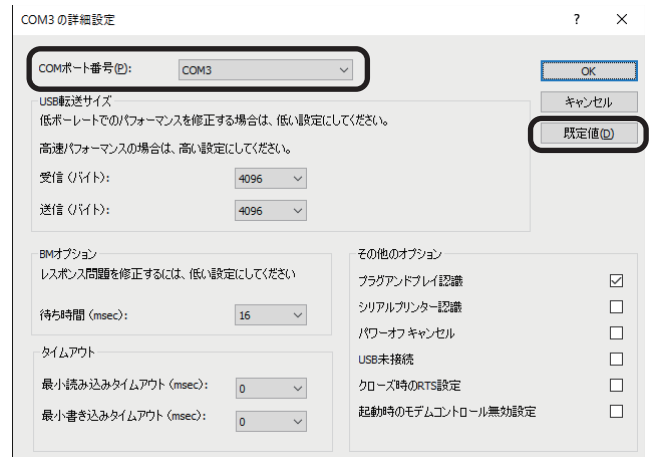 COM3 の詳細設定
? ×
COMポート番号(P): COM3
OK
キャンセル
既定値(D)
USB転送サイズ
低ボーレートでのパフォーマンスを修正する場合は、低い設定にしてください。
高速パフォーマンスの場合は、高い設定にしてください。
受信 (バイト): 4096
送信 (バイト): 4096
BMオプション
レスポンス問題を修正するには、低い設定にしてください
待ち時間 (msec): 16
タイムアウト
最小読み込みタイムアウト (msec): 0
最小書き込みタイムアウト (msec): 0
その他のオプション
プラグアンドプレイ認識
シリアルプリンター認識
パワーオフ キャンセル
USB未接続
クローズ時のRTS設定
起動時のモデムコントロール無効設定